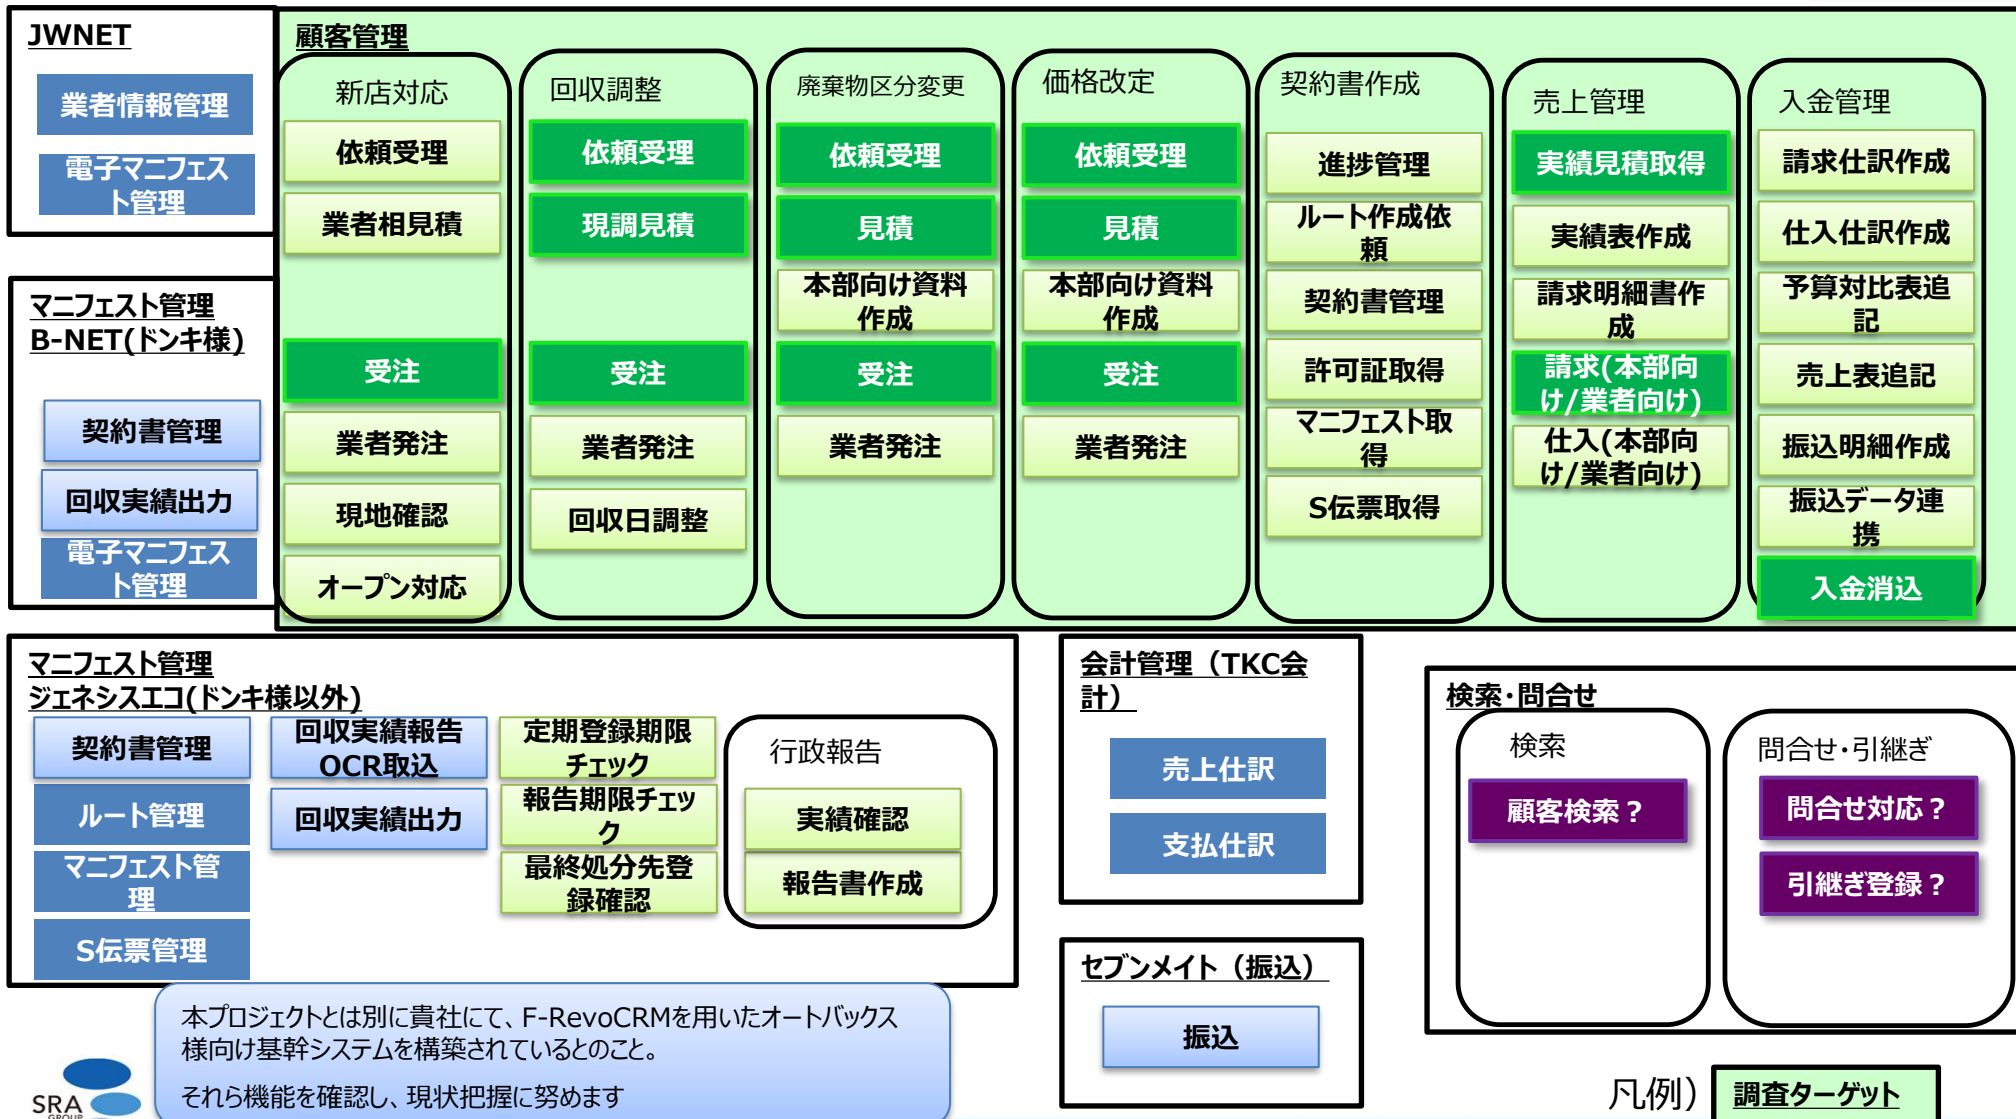 JWNET
業者情報管理
電子マニフェス
ト管理
マニフェスト管理
B-NET(ドンキ様)
契約書管理
回収実績出力
電子マニフェス
ト管理
顧客管理
新店対応
依頼受理
業者相見積
受注
業者発注
現地確認
オープン対応
回収調整
依頼受理
現調見積
受注
業者発注
回収日調整
廃棄物区分変更
依頼受理
見積
本部向け資料
作成
受注
業者発注
価格改定
依頼受理
見積
本部向け資料
作成
受注
業者発注
契約書作成
進捗管理
ルート作成依
頼
契約書管理
許可証取得
マニフェスト取
得
S伝票取得
売上管理
実績見積取得
実績表作成
請求明細書作
成
請求(本部向
け/業者向け)
仕入(本部向
け/業者向け)
入金管理
請求仕訳作成
仕入仕訳作成
予算対比表追
記
売上表追記
振込明細作成
振込データ連
携
入金消込
マニフェスト管理
ジェネシスエコ(ドンキ様以外)
契約書管理
ルート管理
マニフェスト管
理
S伝票管理
回収実績報告
OCR取込
回収実績出力
定期登録期限
チェック
報告期限チェッ
ク
最終処分先登
録確認
行政報告
実績確認
報告書作成
会計管理（TKC会
計）
売上仕訳
支払仕訳
セブンメイト（振込）
振込
検索・問合せ
検索
顧客検索？
問合せ・引継ぎ
問合せ対応？
引継ぎ登録？
本プロジェクトとは別に貴社にて、F-RevoCRMを用いたオートバックス
様向け基幹システムを構築されているとのこと。
それら機能を確認し、現状把握に努めます
SRA
GROUP
凡例）
調査ターゲット